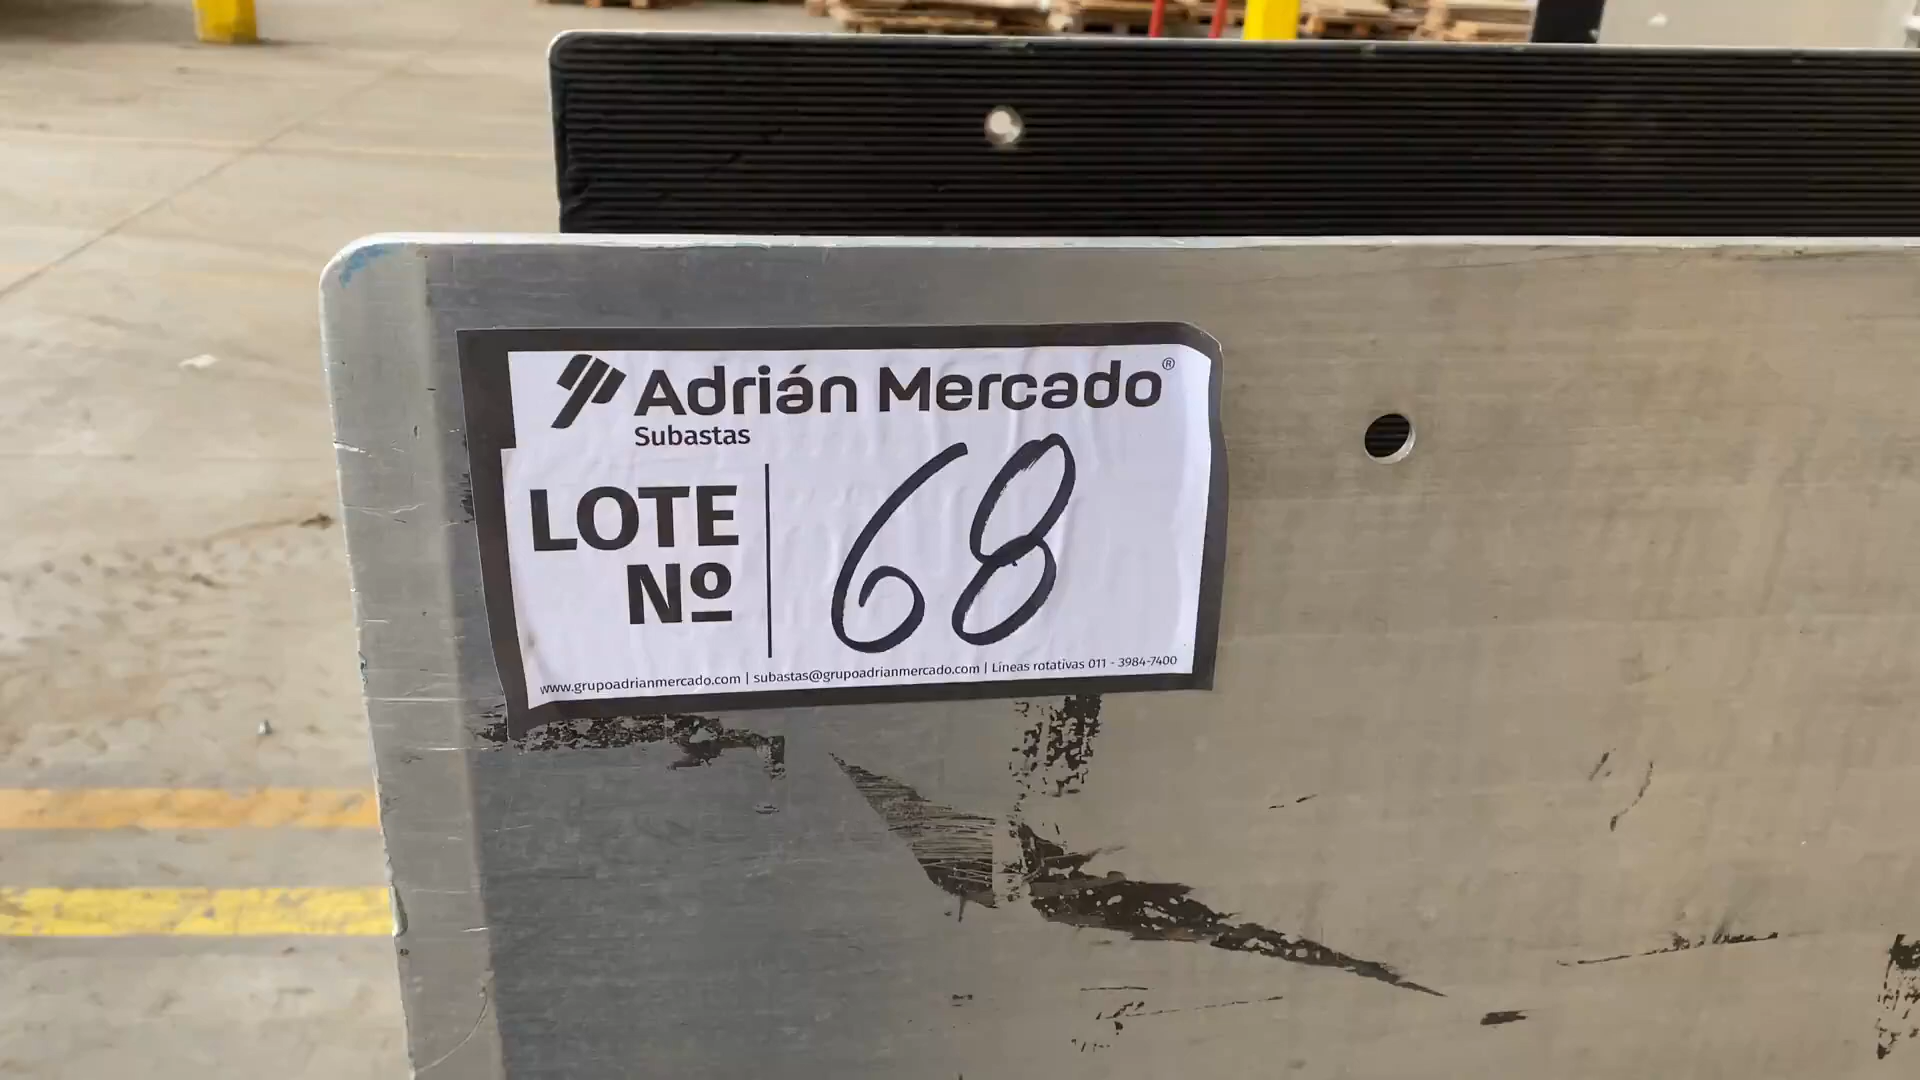 Adrián Mercado®
Subastas
LOTE
Nº
68
www.grupoadrianmercado.com | subastas@grupoadrianmercado.com | Líneas rotativas 011 - 3984-7400